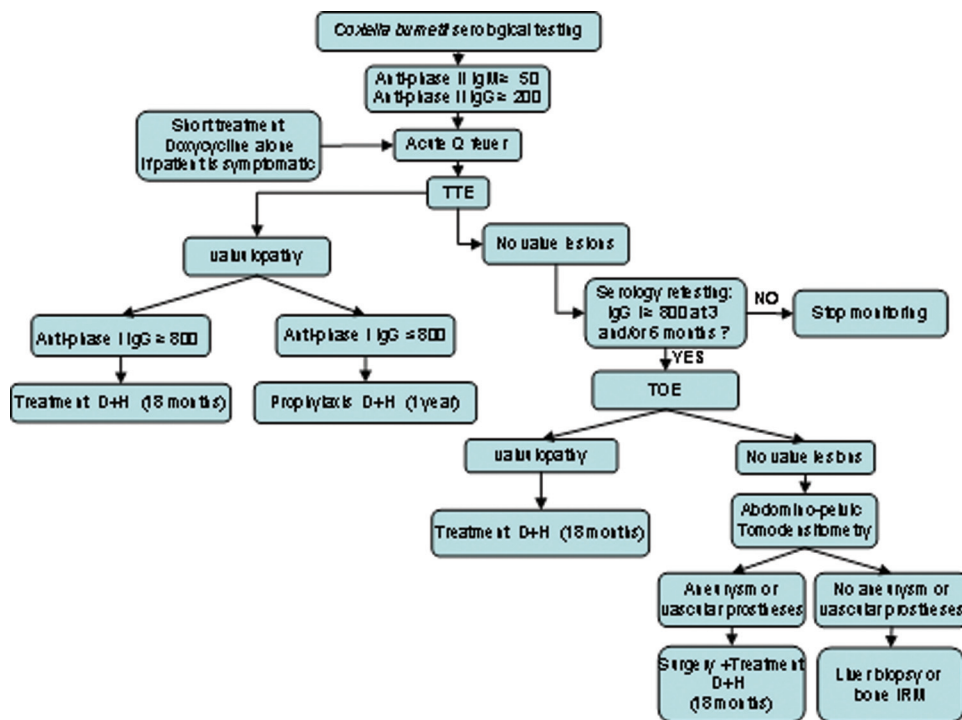 Coxiella burnetii serological testing
Anti-phase II IgM ≥ 50
Anti-phase II IgG ≥ 200
Short treatment
Doxycycline alone
If patient is symptomatic
Acute Q fever
TTE
valvulopathy
No valve lesions
Serology retesting:
IgG I ≥ 800 at 3
and/or 6 months ?
NO
Stop monitoring
Anti-phase I IgG ≥ 800
Anti-phase I IgG ≤ 800
YES
Treatment D+H (18 months)
Prophylaxis D+H (1 year)
TOE
valvulopathy
No valve lesions
Treatment D+H (18 months)
Abdomino-pelvic
Tomodensitometry
Aneurysm or
vascular prostheses
No aneurysm or
vascular prostheses
Surgery +Treatment
D+H
(18 months)
Liver biopsy or
bone IRM